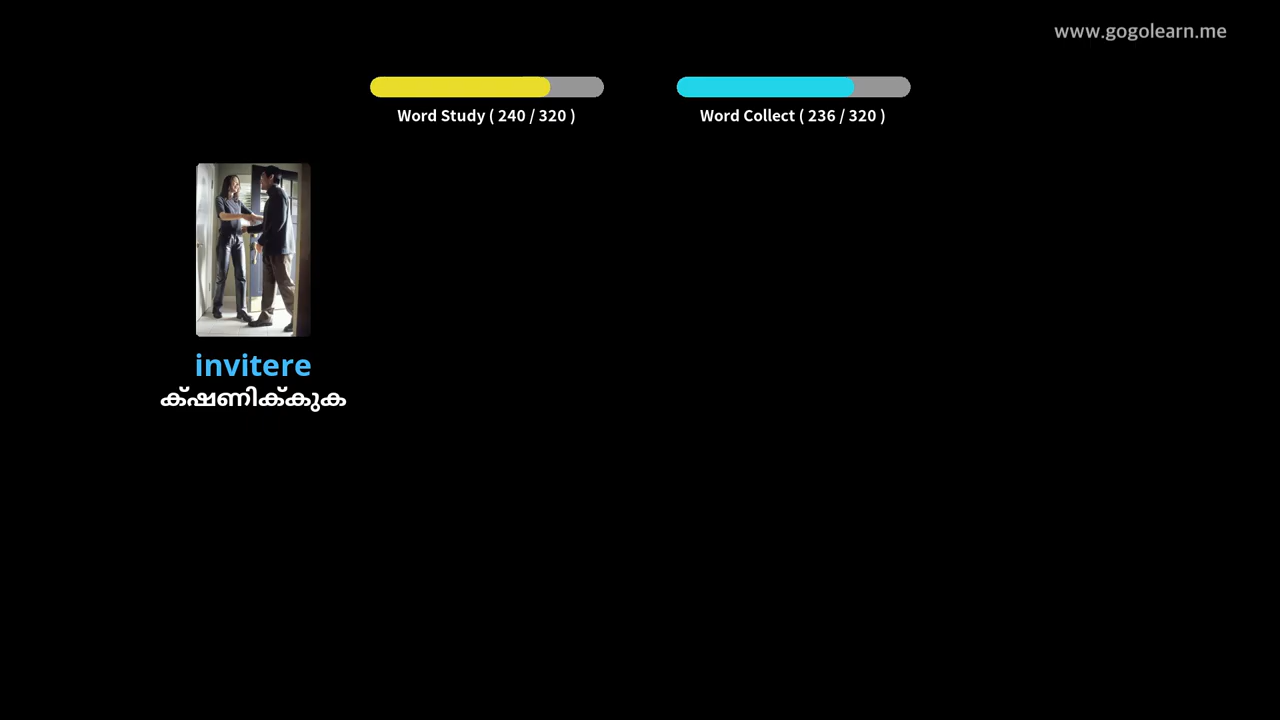 www.gogolearn.me
Word Study ( 240 / 320 )
Word Collect ( 236 / 320 )
invitere
ക്ഷണിക്കുക